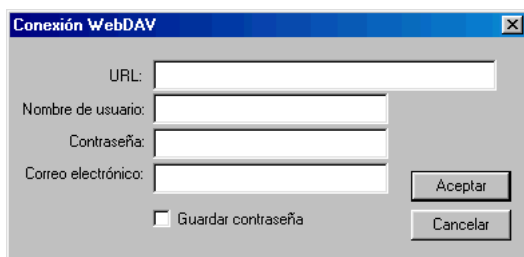 Conexión WebDAV
URL:
Nombre de usuario:
Contraseña:
Correo electrónico:
Aceptar
Guardar contraseña
Cancelar